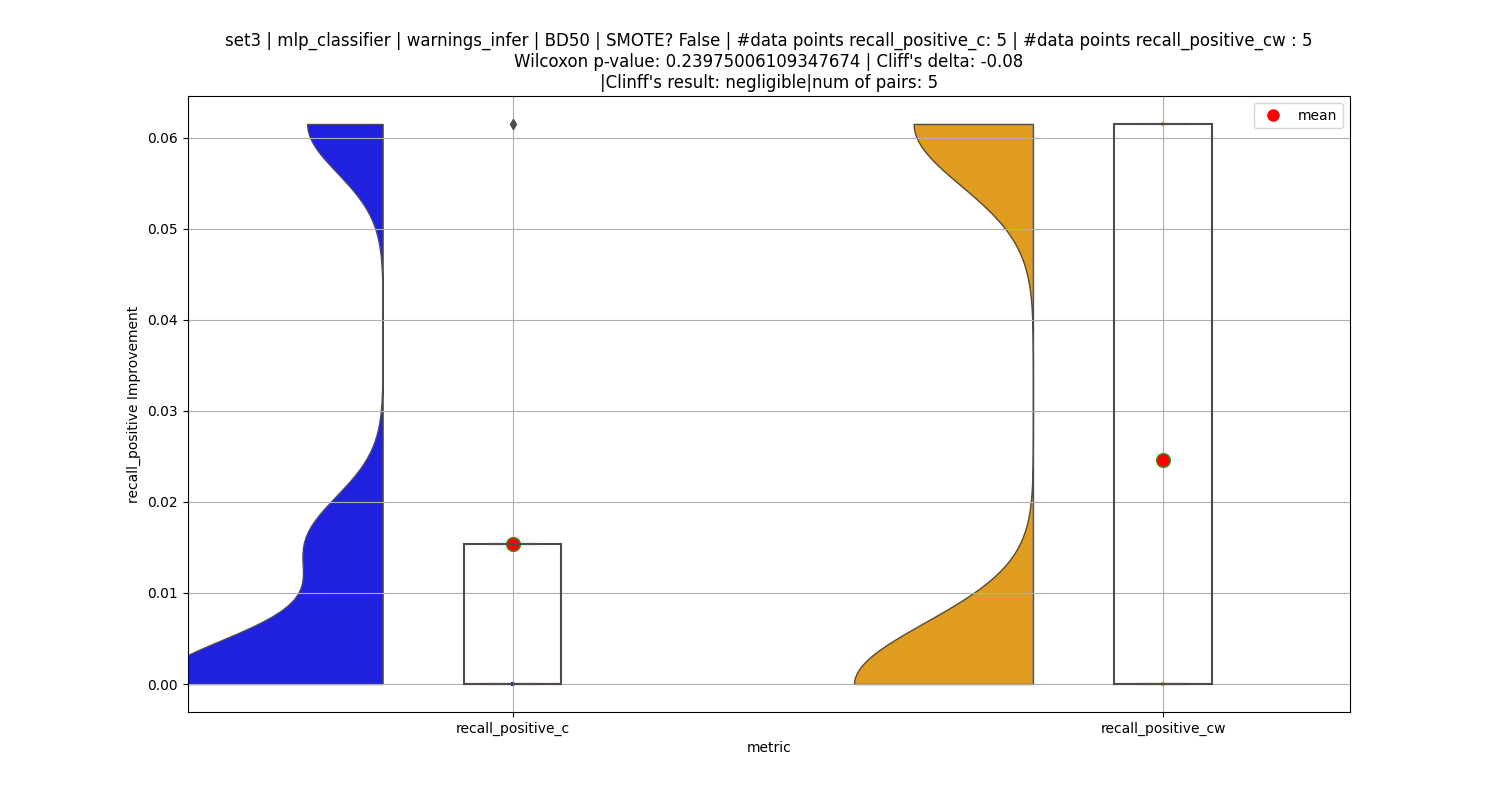 set3 | mlp_classifier | warnings_infer | BD50 | SMOTE? False | #data points recall_positive_c: 5 | #data points recall_positive_cw : 5
Wilcoxon p-value: 0.23975006109347674 | Cliff's delta: -0.08
|Clinff's result: negligible|num of pairs: 5
mean
0.06
0.05
0.04
0.03
0.02
0.01
0.00
recall_positive Improvement
recall_positive_c
recall_positive_cw
metric